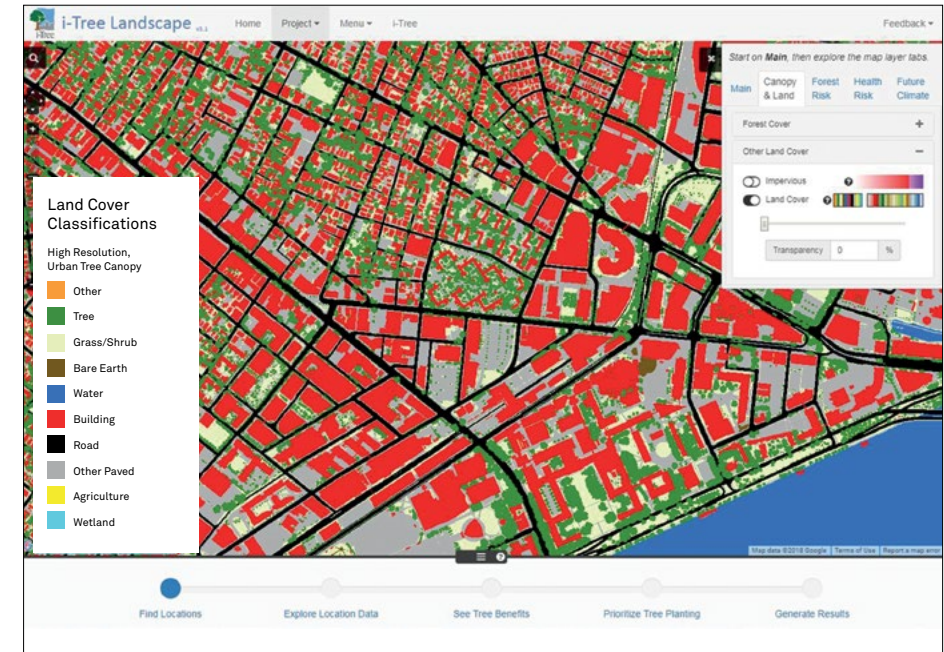 i-Tree
i-Tree Landscape v3.1
Home
Project
Menu
i-Tree
Feedback
Start on Main, then explore the map layer tabs.
Main
Canopy
& Land
Forest
Risk
Health
Risk
Future
Climate
Forest Cover
Other Land Cover
Impervious
Land Cover
Transparency
0
%
Land Cover
Classifications
High Resolution,
Urban Tree Canopy
Other
Tree
Grass/Shrub
Bare Earth
Water
Building
Road
Other Paved
Agriculture
Wetland
Map data ©2016 Google
Terms of Use
Report a map error
Find Locations
Explore Location Data
See Tree Benefits
Prioritize Tree Planting
Generate Results